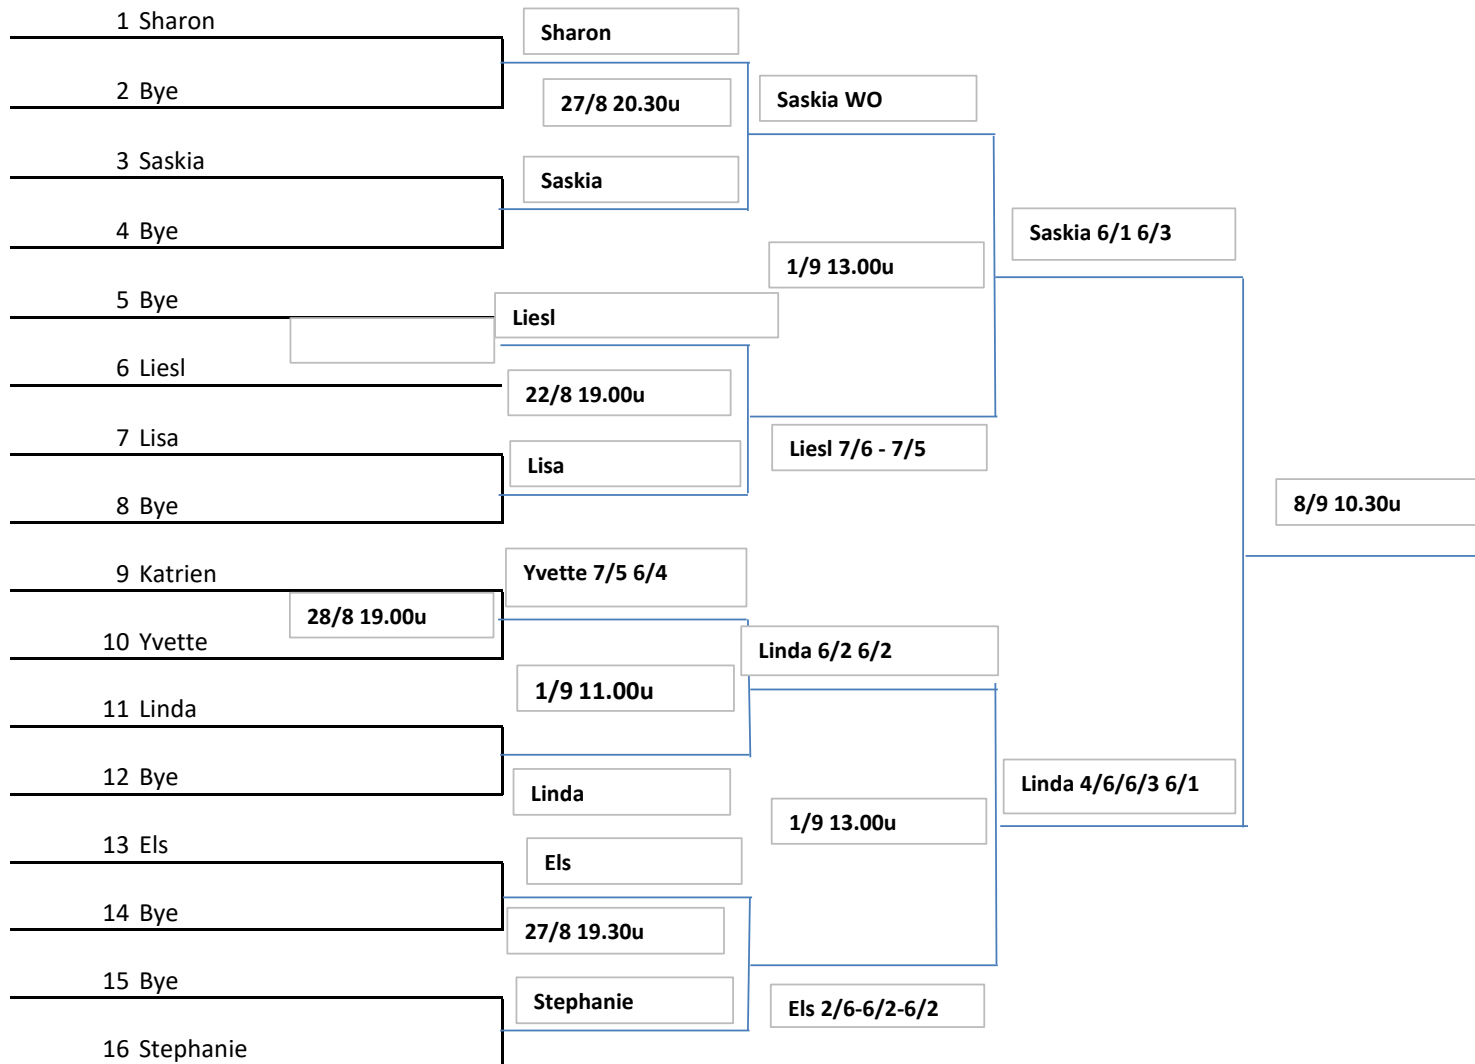 1 Sharon
2 Bye
3 Saskia
4 Bye
5 Bye
6 Liesl
7 Lisa
8 Bye
9 Katrien
28/8 19.00u
10 Yvette
11 Linda
12 Bye
13 Els
14 Bye
15 Bye
16 Stephanie
Sharon
27/8 20.30u
Saskia
Liesl
22/8 19.00u
Lisa
Yvette 7/5 6/4
1/9 11.00u
Linda
Els
27/8 19.30u
Stephanie
Saskia WO
1/9 13.00u
Liesl 7/6 - 7/5
Linda 6/2 6/2
1/9 13.00u
Els 2/6-6/2-6/2
Saskia 6/1 6/3
Linda 4/6/6/3 6/1
8/9 10.30u